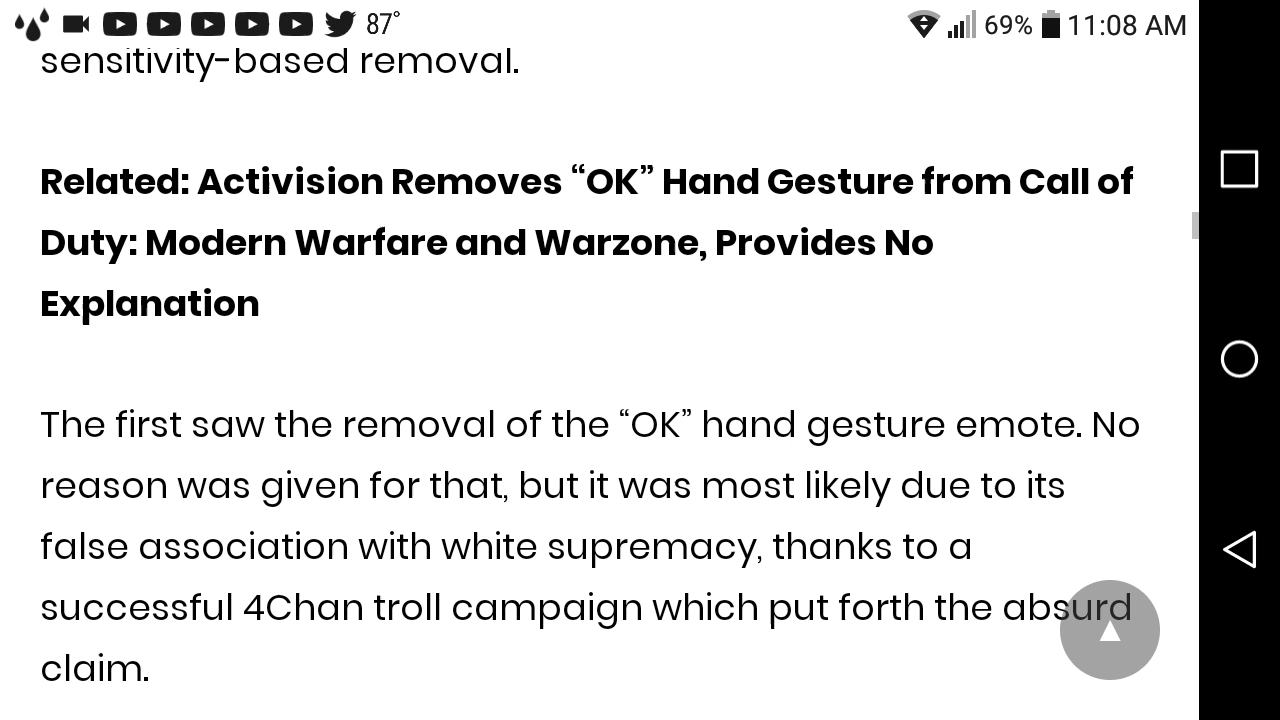 87° 69% 11:08 AM
sensitivity-based removal.
Related: Activision Removes “OK” Hand Gesture from Call of
Duty: Modern Warfare and Warzone, Provides No
Explanation
The first saw the removal of the “OK” hand gesture emote. No
reason was given for that, but it was most likely due to its
false association with white supremacy, thanks to a
successful 4Chan troll campaign which put forth the absurd
claim.